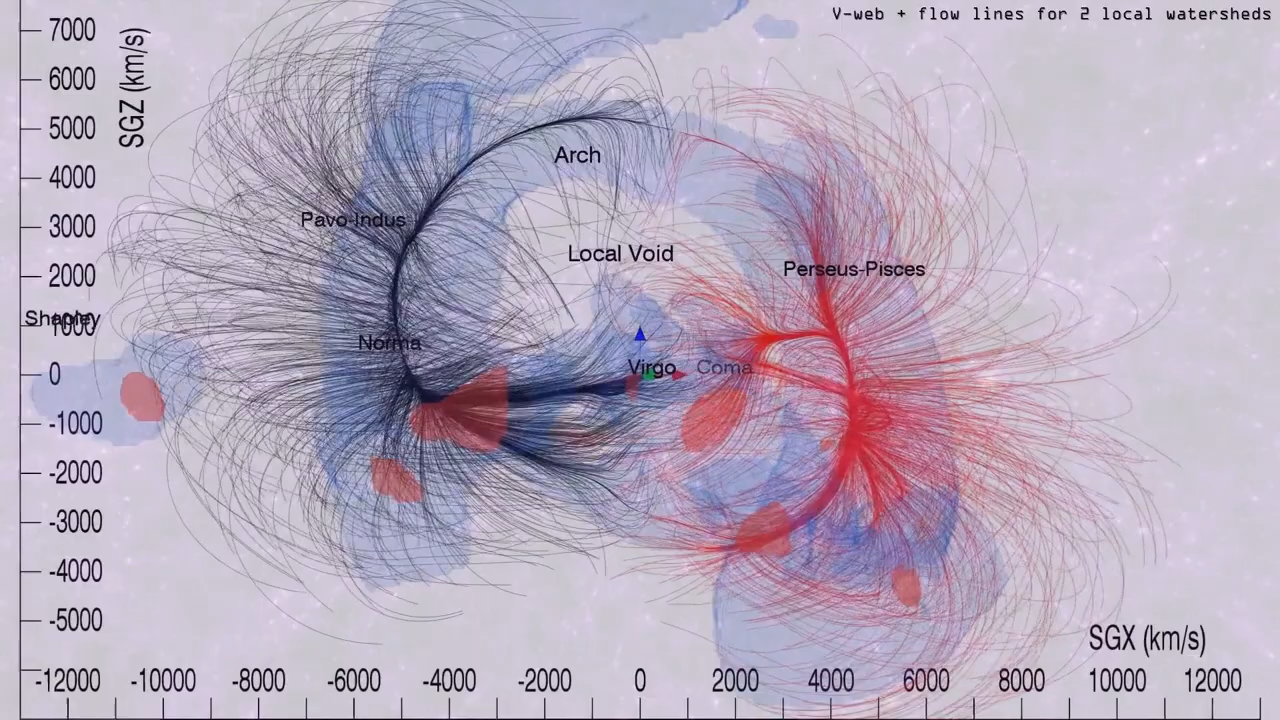 V-web + flow lines for 2 local watersheds
7000
6000
5000
4000
3000
2000
1000
0
-1000
-2000
-3000
-4000
-5000
SGZ (km/s)
Arch
Pavo-Indus
Local Void
Perseus-Pisces
Shapley
Norma
Virgo
Coma
SGX (km/s)
-12000 -10000 -8000 -6000 -4000 -2000 0 2000 4000 6000 8000 10000 12000